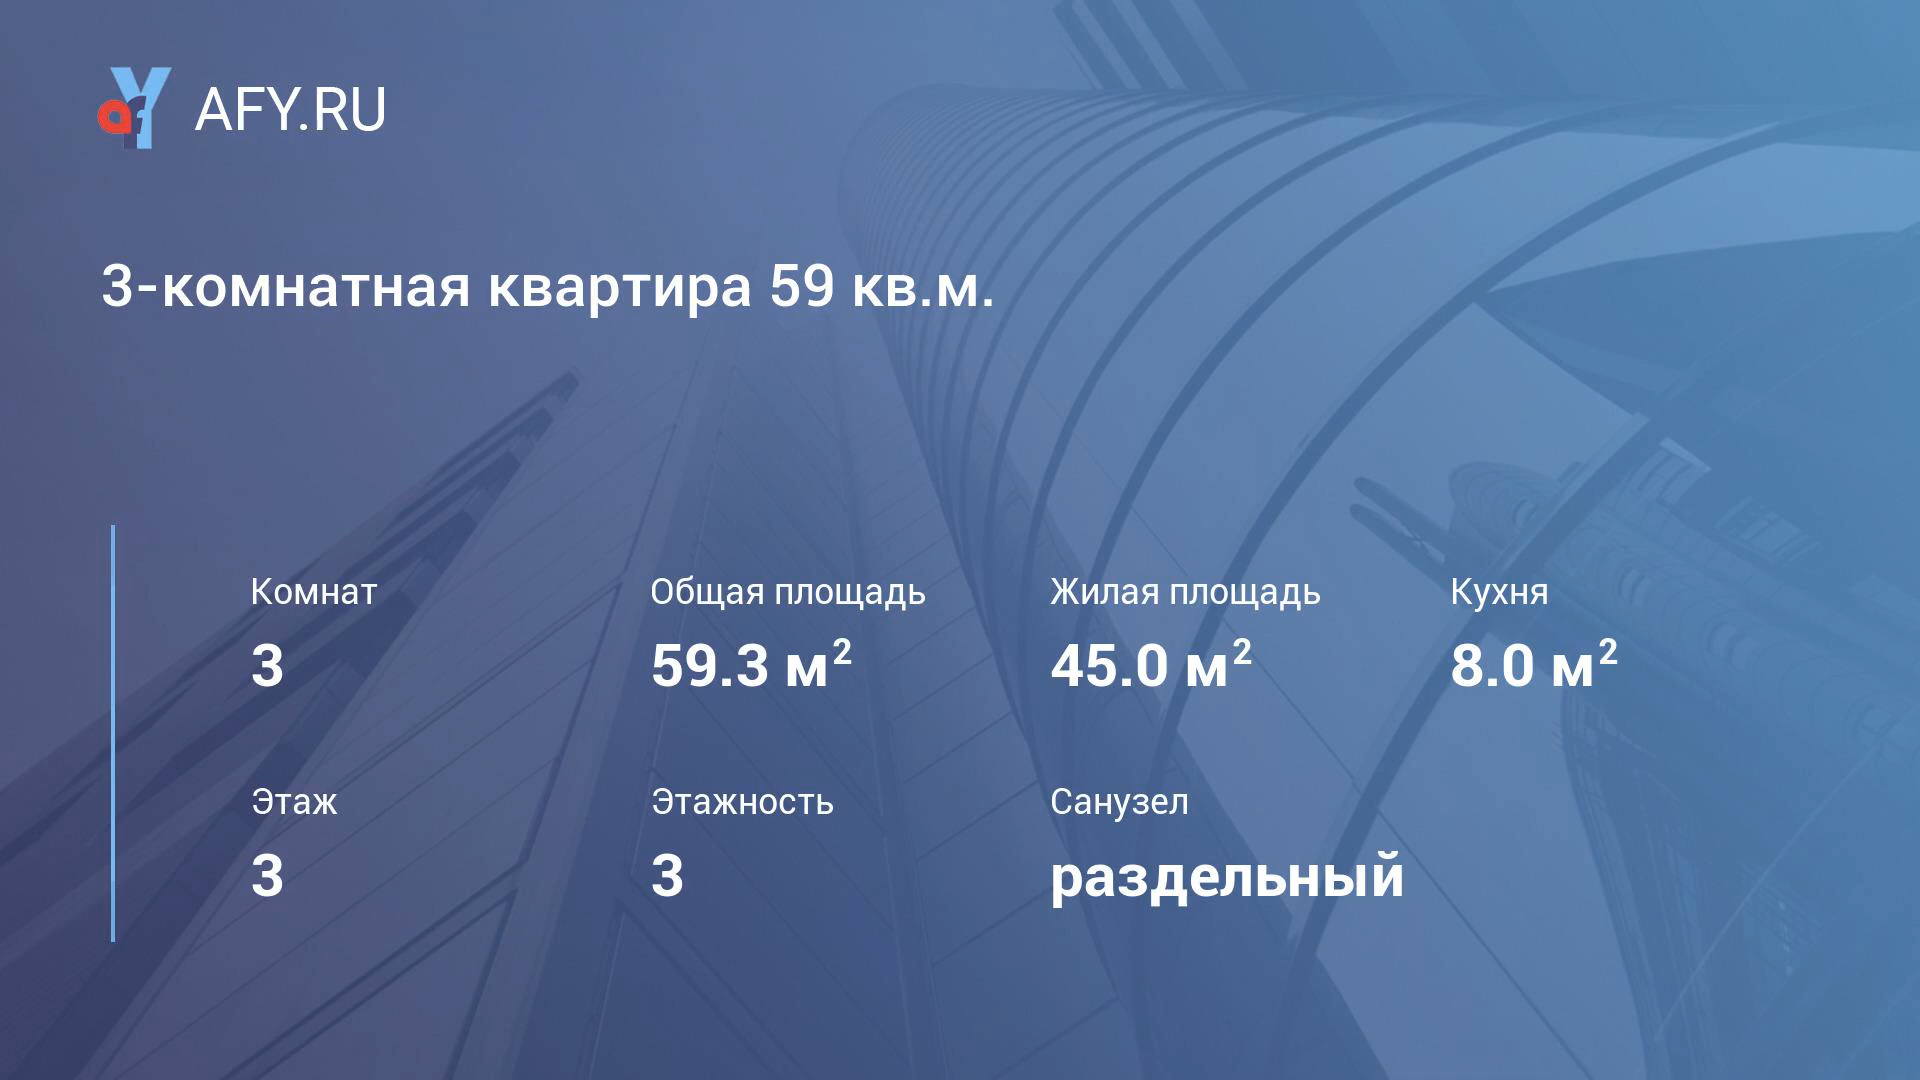 AFY.RU
3-комнатная квартира 59 кв.м.
Комнат
3
Общая площадь
59.3 м²
Жилая площадь
45.0 м²
Кухня
8.0 м²
Этаж
3
Этажность
3
Санузел
раздельный